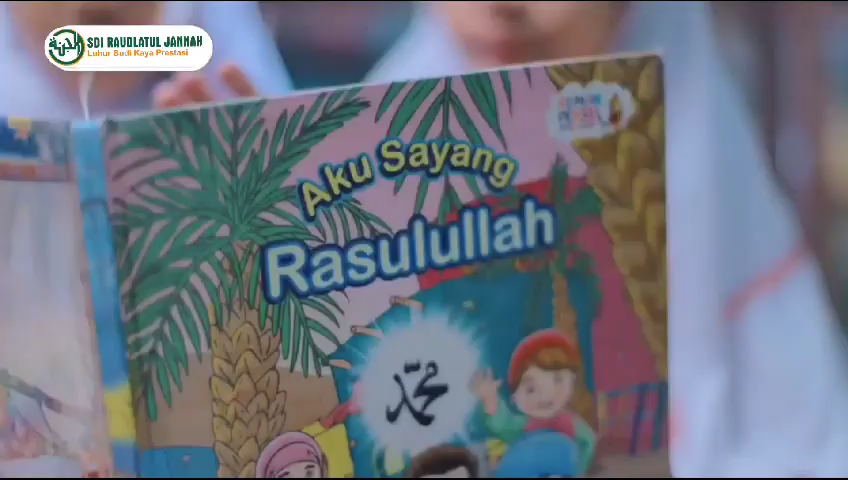 SDI RAUDLATUL JANNAH
Luhur Budi Kaya Prestasi
Aku Sayang
Rasulullah
محمد